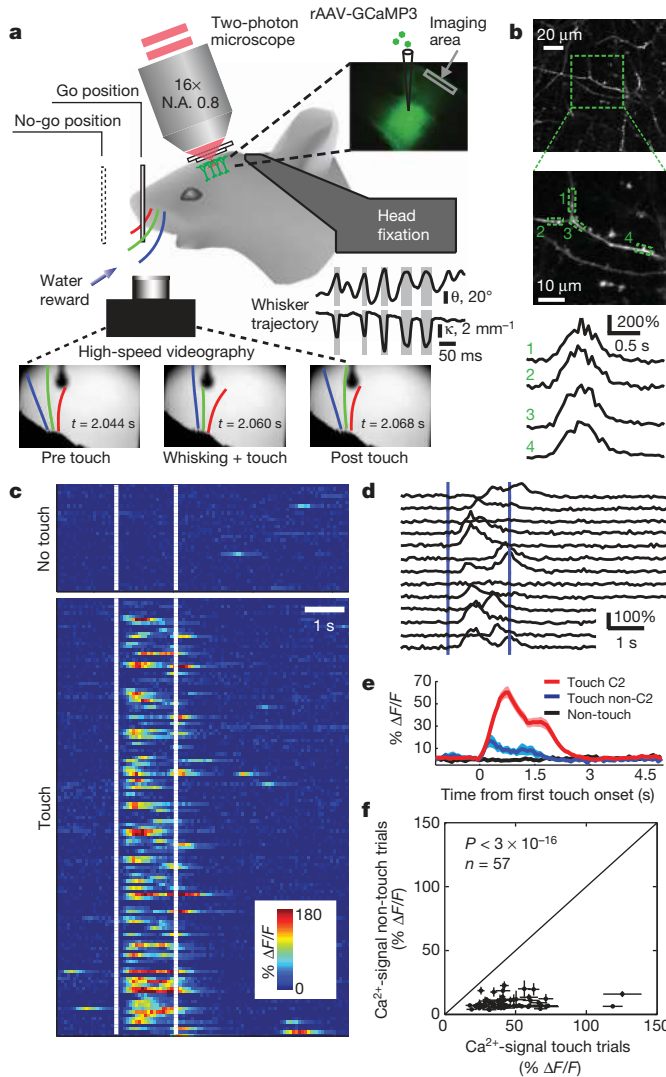 a
Two-photon
microscope
rAAV-GCaMP3
Imaging
area
16×
N.A. 0.8
Go position
No-go position
Head
fixation
Water
reward
Whisker
trajectory
θ, 20°
κ, 2 mm⁻¹
50 ms
High-speed videography
t = 2.044 s
t = 2.060 s
t = 2.068 s
Pre touch
Whisking + touch
Post touch
b
20 µm
1
2
3
4
10 µm
200%
0.5 s
1
2
3
4
c
No touch
Touch
1 s
% ΔF/F
180
0
d
100%
1 s
e
% ΔF/F
70
50
30
10
Touch C2
Touch non-C2
Non-touch
0
1.5
3
4.5
Time from first touch onset (s)
f
Ca²⁺-signal non-touch trials
(% ΔF/F)
150
100
50
0
P < 3 × 10⁻¹⁶
n = 57
0
50
100
150
Ca²⁺-signal touch trials
(% ΔF/F)